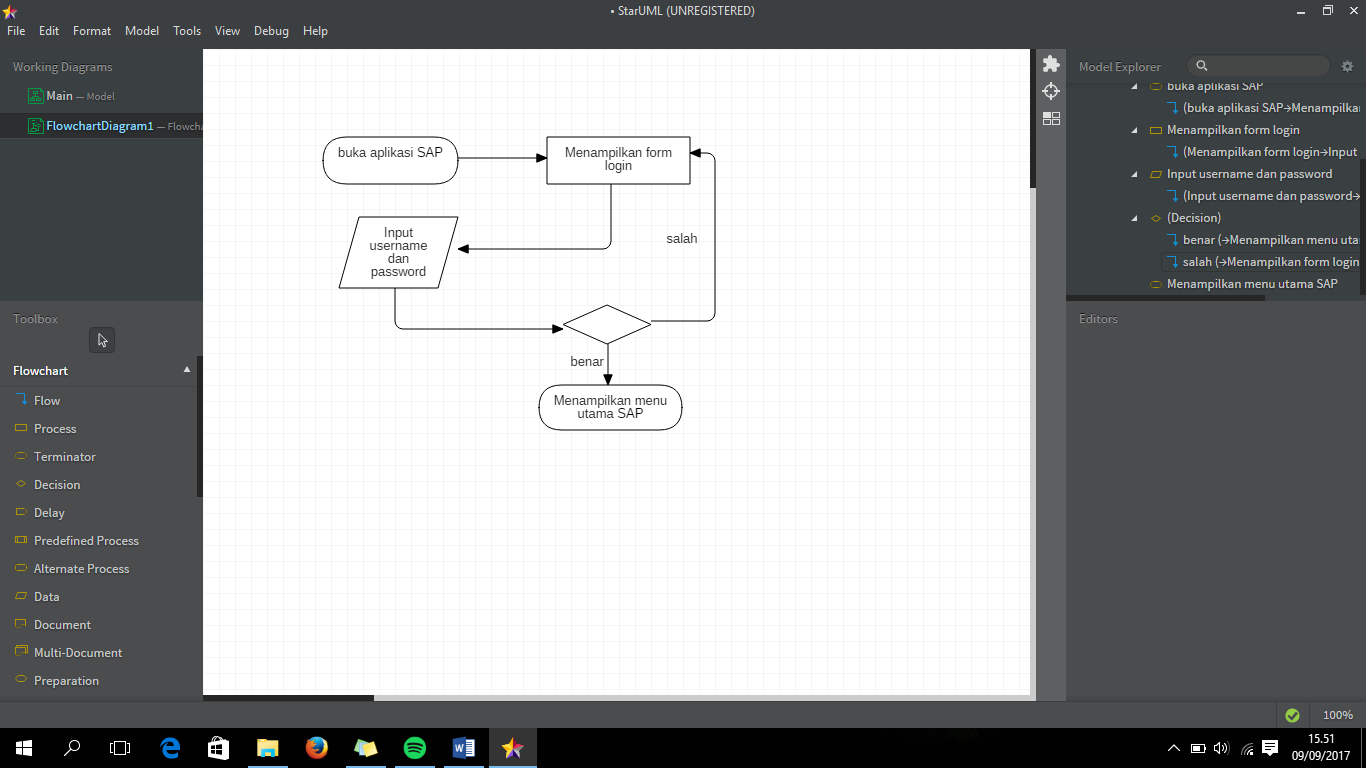 • StarUML (UNREGISTERED)
File Edit Format Model Tools View Debug Help
Working Diagrams
Main — Model
FlowchartDiagram1 — Flowcha
Toolbox
Flowchart
Flow
Process
Terminator
Decision
Delay
Predefined Process
Alternate Process
Data
Document
Multi-Document
Preparation
buka aplikasi SAP
Menampilkan form
login
Input
username
dan
password
salah
benar
Menampilkan menu
utama SAP
Model Explorer
buka aplikasi SAP
(buka aplikasi SAP→Menampilka
Menampilkan form login
(Menampilkan form login→Input
Input username dan password
(Input username dan password→
(Decision)
benar (→Menampilkan menu uta
salah (→Menampilkan form login
Menampilkan menu utama SAP
Editors
100%
15.51
09/09/2017